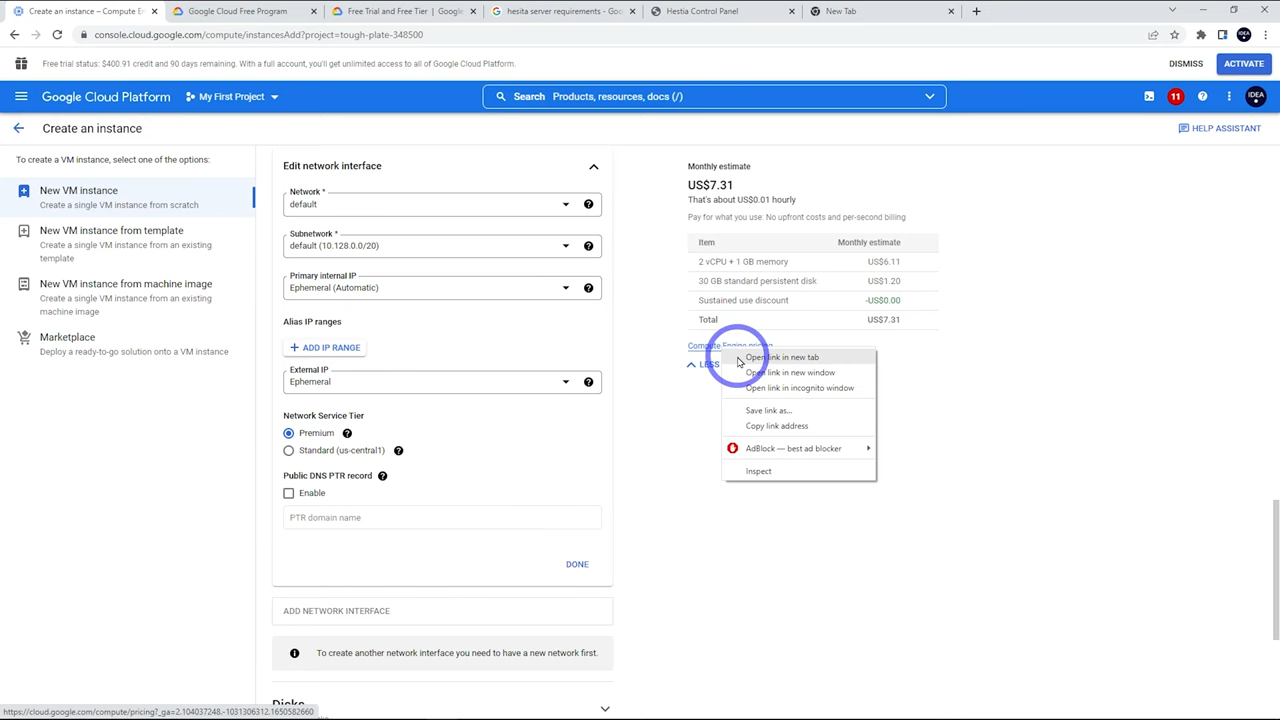 Create an instance – Compute En
Google Cloud Free Program
Free Trial and Free Tier | Google
hesita server requirements - Goo
Hestia Control Panel
New Tab
console.cloud.google.com/compute/instancesAdd?project=tough-plate-348500
IDEA
Free trial status: $400.91 credit and 90 days remaining. With a full account, you'll get unlimited access to all of Google Cloud Platform.
DISMISS
ACTIVATE
Google Cloud Platform
My First Project
Search Products, resources, docs (/)
11
IDEA
Create an instance
HELP ASSISTANT
To create a VM instance, select one of the options:
New VM instance
Create a single VM instance from scratch
New VM instance from template
Create a single VM instance from an existing
template
New VM instance from machine image
Create a single VM instance from an existing
machine image
Marketplace
Deploy a ready-to-go solution onto a VM instance
Edit network interface
Network *
default
Subnetwork *
default (10.128.0.0/20)
Primary internal IP
Ephemeral (Automatic)
Alias IP ranges
ADD IP RANGE
External IP
Ephemeral
Network Service Tier
Premium
Standard (us-central1)
Public DNS PTR record
Enable
PTR domain name
DONE
ADD NETWORK INTERFACE
To create another network interface you need to have a new network first.
Disks
Monthly estimate
US$7.31
That's about US$0.01 hourly
Pay for what you use: No upfront costs and per-second billing
Item Monthly estimate
2 vCPU + 1 GB memory US$6.11
30 GB standard persistent disk US$1.20
Sustained use discount -US$0.00
Total US$7.31
Compute Engine pricing
LESS
Open link in new tab
Open link in new window
Open link in incognito window
Save link as...
Copy link address
AdBlock — best ad blocker
Inspect
https://cloud.google.com/compute/pricing?_ga=2.104037248.-1031306312.1650582660